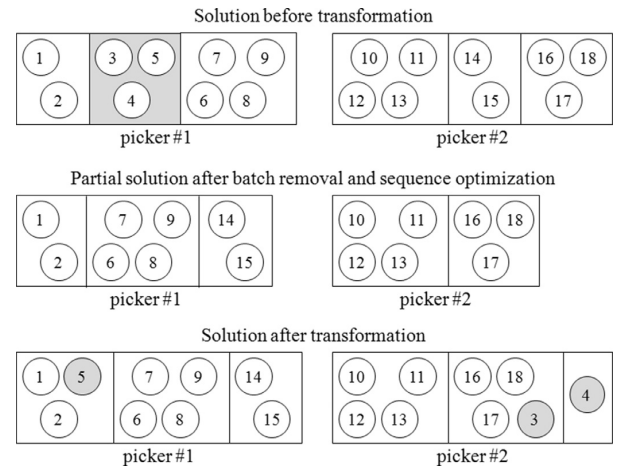 Solution before transformation
1 3 5 7 9 10 11 14 16 18
2 4 6 8 12 13 15 17
picker #1 picker #2
Partial solution after batch removal and sequence optimization
1 7 9 14 10 11 16 18
2 6 8 15 12 13 17
picker #1 picker #2
Solution after transformation
1 5 7 9 14 10 11 16 18 4
2 6 8 15 12 13 17 3
picker #1 picker #2